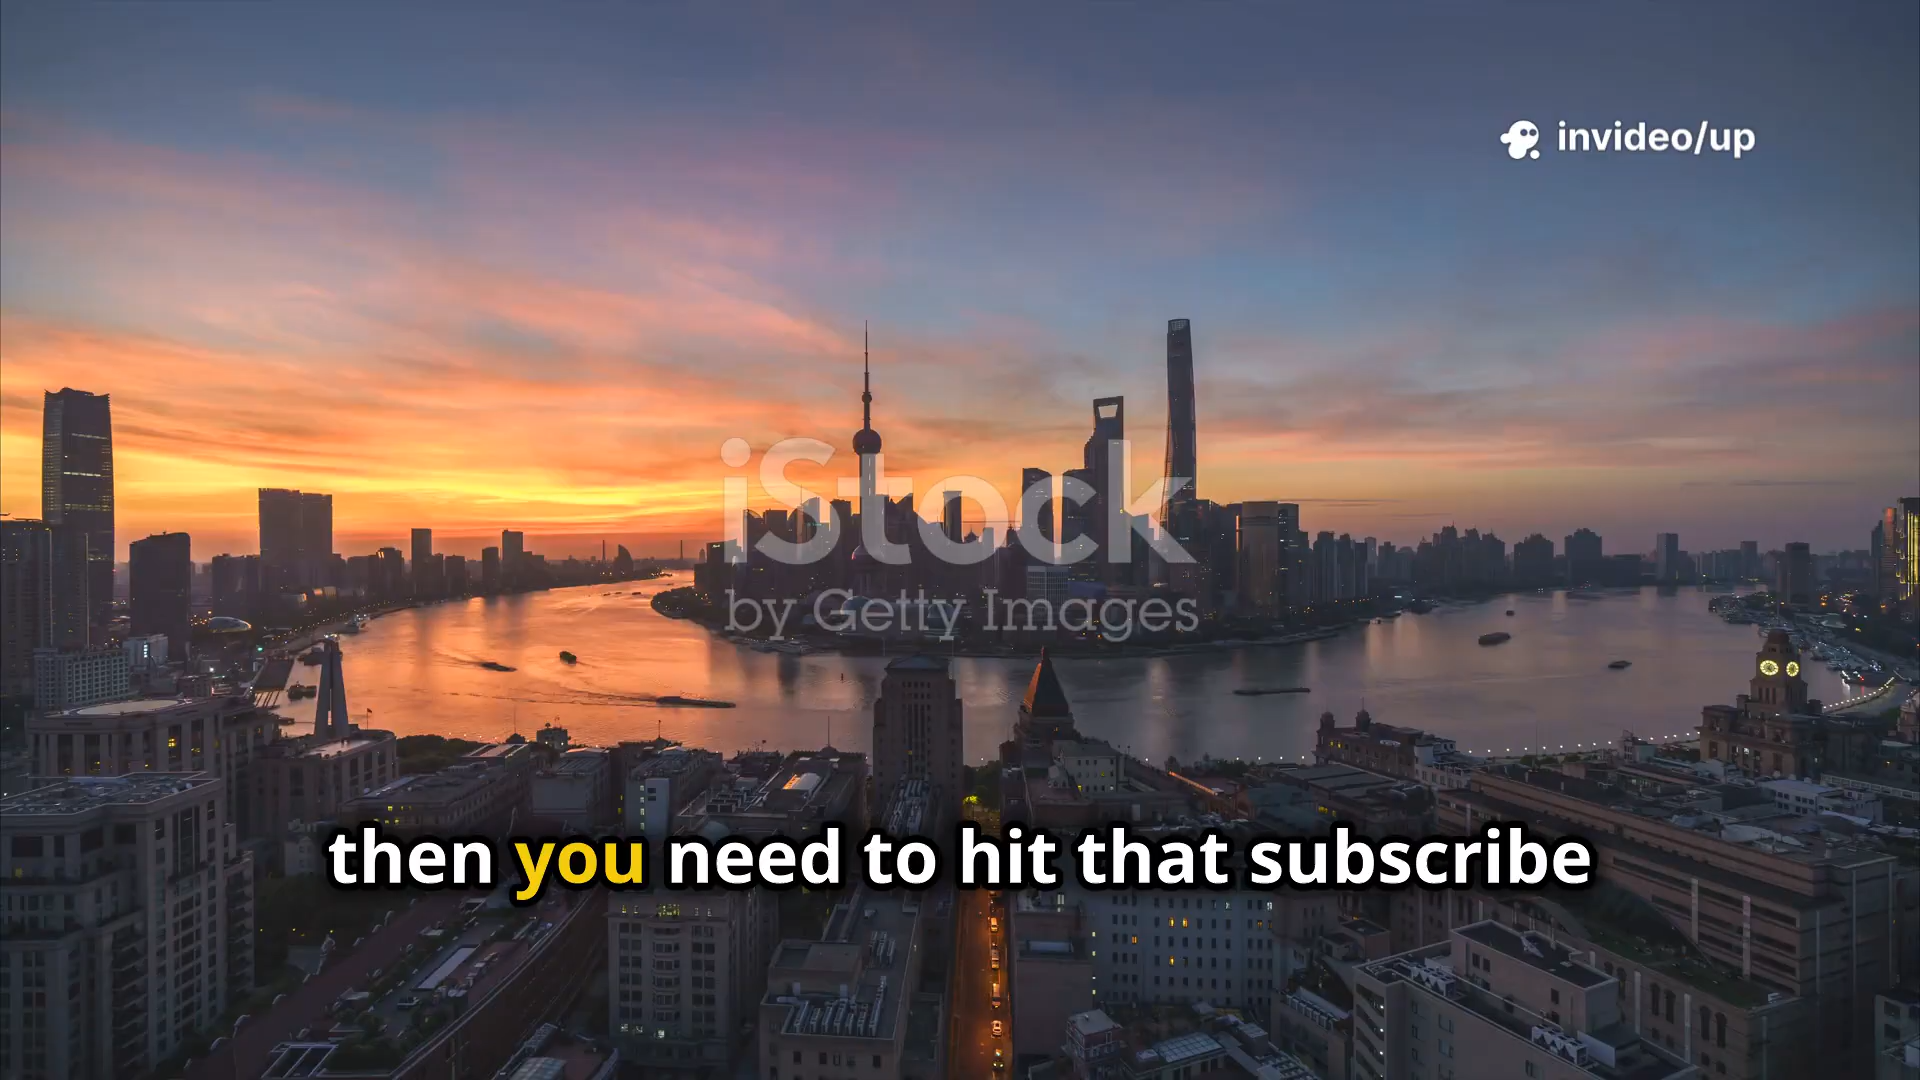 invideo/up
iStock
by Getty Images
then you need to hit that subscribe